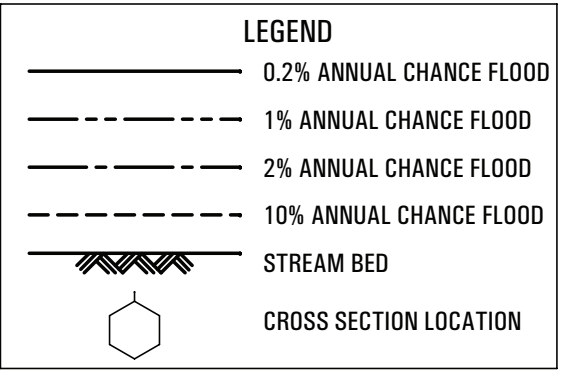 LEGEND
0.2% ANNUAL CHANCE FLOOD
1% ANNUAL CHANCE FLOOD
2% ANNUAL CHANCE FLOOD
10% ANNUAL CHANCE FLOOD
STREAM BED
CROSS SECTION LOCATION